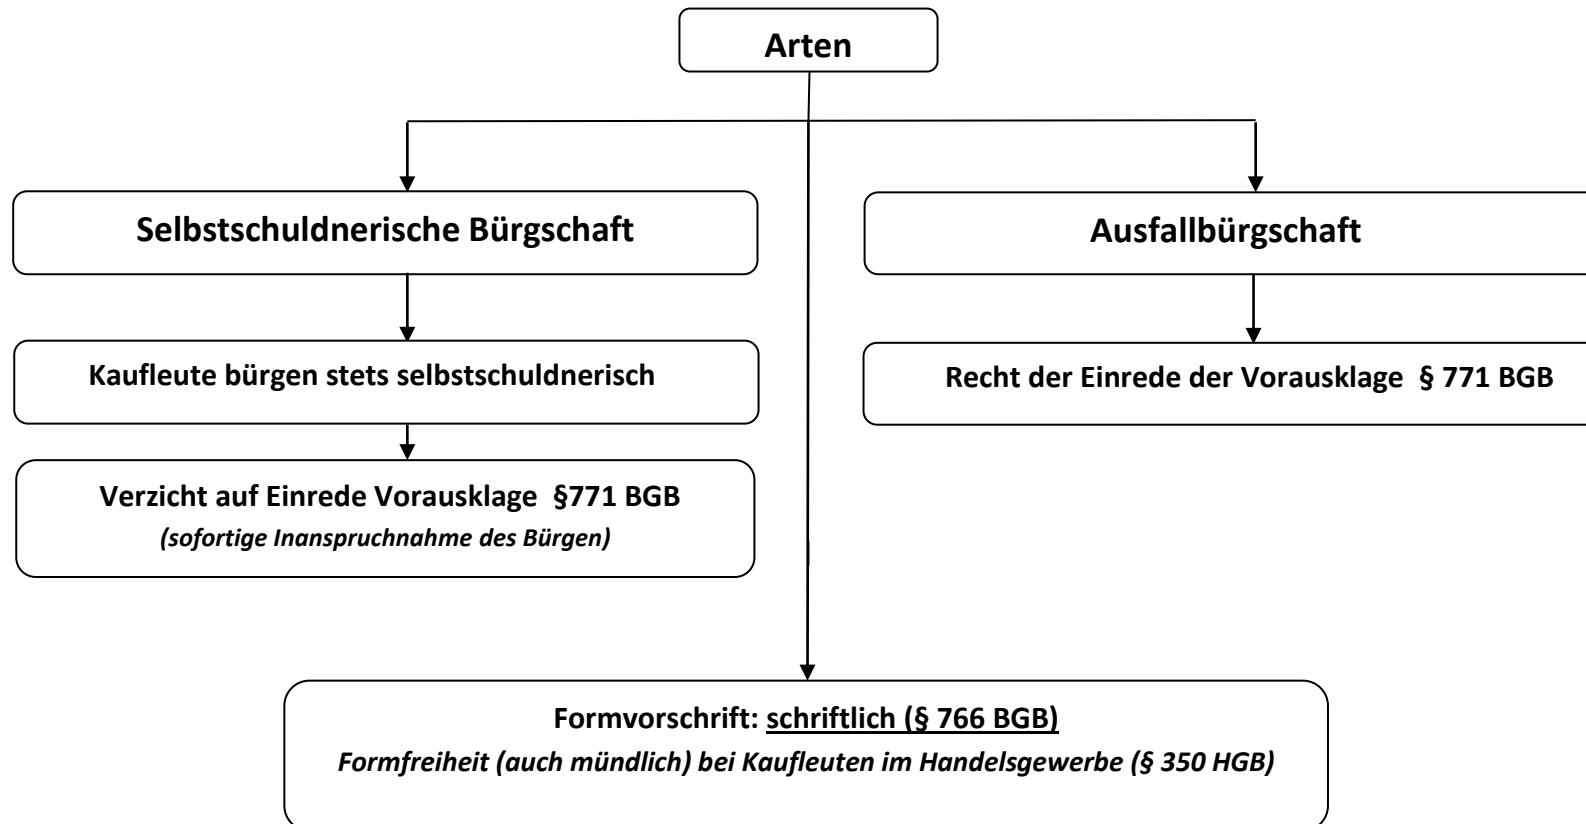 Arten
Selbstschuldnerische Bürgschaft
Ausfallbürgschaft
Kaufleute bürgen stets selbstschuldnerisch
Recht der Einrede der Vorausklage § 771 BGB
Verzicht auf Einrede Vorausklage §771 BGB
(sofortige Inanspruchnahme des Bürgen)
Formvorschrift: schriftlich (§ 766 BGB)
Formfreiheit (auch mündlich) bei Kaufleuten im Handelsgewerbe (§ 350 HGB)